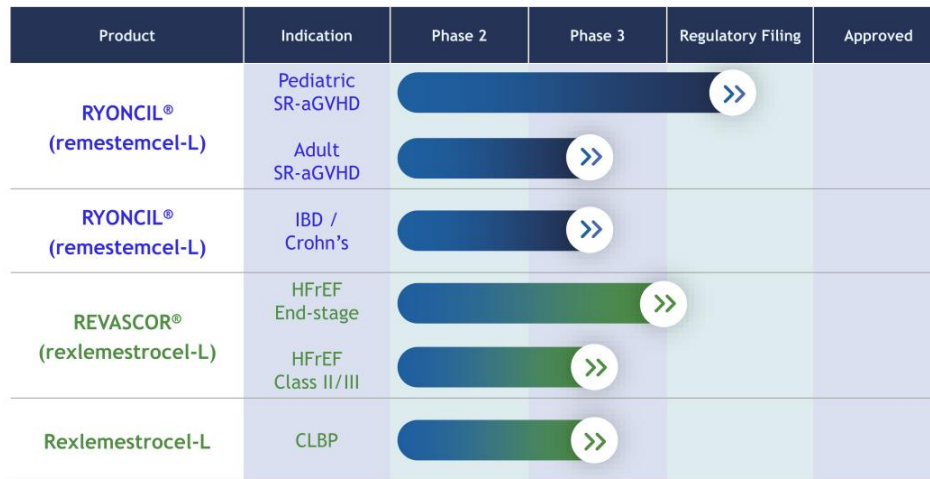 Product Indication Phase 2 Phase 3 Regulatory Filing Approved
RYONCIL®
(remestemcel-L)
Pediatric
SR-aGVHD
Adult
SR-aGVHD
RYONCIL®
(remestemcel-L)
IBD /
Crohn's
REVASCOR®
(rexlemestrocel-L)
HFrEF
End-stage
HFrEF
Class II/III
Rexlemestrocel-L CLBP